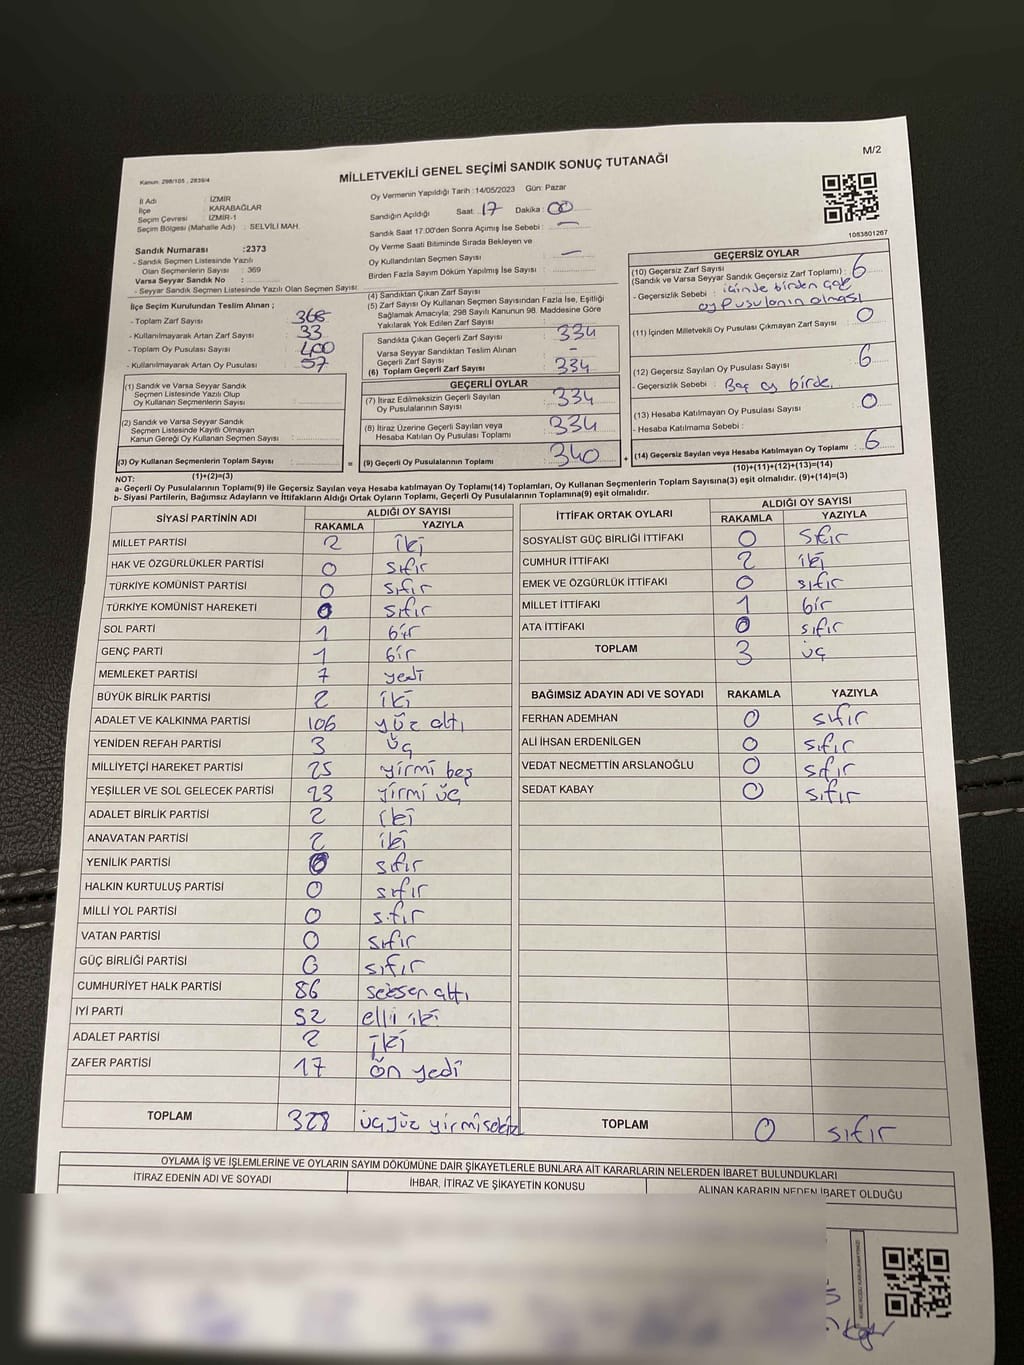 M/2
Kanun: 298/105 , 2839/4
MİLLETVEKİLİ GENEL SEÇİMİ SANDIK SONUÇ TUTANAĞI
İl Adı : İZMİR
İlçe : KARABAĞLAR
Seçim Çevresi : İZMİR-1
Seçim Bölgesi (Mahalle Adı) : SELVİLİ MAH.
Oy Vermenin Yapıldığı Tarih : 14/05/2023 Gün: Pazar
Sandığın Açıldığı Saat : 17 Dakika : 00
Sandık Saat 17.00'den Sonra Açılmış İse Sebebi : —
Oy Verme Saati Bitiminde Sırada Bekleyen ve
Oy Kullandırılan Seçmen Sayısı : —
Birden Fazla Sayım Döküm Yapılmış İse Sayısı :
1083801267
Sandık Numarası :2373
- Sandık Seçmen Listesinde Yazılı
Olan Seçmenlerin Sayısı : 369
Varsa Seyyar Sandık No :
- Seyyar Sandık Seçmen Listesinde Yazılı Olan Seçmen Sayısı:
İlçe Seçim Kurulundan Teslim Alınan ;
- Toplam Zarf Sayısı
- Kullanılmayarak Artan Zarf Sayısı : 33
- Toplam Oy Pusulası Sayısı : 400
- Kullanılmayarak Artan Oy Pusulası : 57
(1) Sandık ve Varsa Seyyar Sandık
Seçmen Listesinde Yazılı Olup
Oy Kullanan Seçmenlerin Sayısı :
(2) Sandık ve Varsa Seyyar Sandık
Seçmen Listesinde Kayıtlı Olmayan
Kanun Gereği Oy Kullanan Seçmen Sayısı :
(3) Oy Kullanan Seçmenlerin Toplam Sayısı :
(1)+(2)=(3)
(4) Sandıktan Çıkan Zarf Sayısı :
(5) Zarf Sayısı Oy Kullanan Seçmen Sayısından Fazla İse, Eşitliği
Sağlamak Amacıyla; 298 Sayılı Kanunun 98. Maddesine Göre
Yakılarak Yok Edilen Zarf Sayısı :
Sandıkta Çıkan Geçerli Zarf Sayısı : 334
Varsa Seyyar Sandıktan Teslim Alınan
Geçerli Zarf Sayısı : -
(6) Toplam Geçerli Zarf Sayısı : 334
GEÇERLİ OYLAR
(7) İtiraz Edilmeksizin Geçerli Sayılan
Oy Pusulalarının Sayısı : 334
(8) İtiraz Üzerine Geçerli Sayılan veya
Hesaba Katılan Oy Pusulası Toplamı : 334
= (9) Geçerli Oy Pusulalarının Toplamı : 340 +
GEÇERSİZ OYLAR
(10) Geçersiz Zarf Sayısı
(Sandık ve Varsa Seyyar Sandık Geçersiz Zarf Toplamı) : 6
- Geçersizlik Sebebi : içinde birden çok
oy pusulanın olması
(11) İçinden Milletvekili Oy Pusulası Çıkmayan Zarf Sayısı : 0
(12) Geçersiz Sayılan Oy Pusulası Sayısı : 6
- Geçersizlik Sebebi :
(13) Hesaba Katılmayan Oy Pusulası Sayısı : 0
- Hesaba Katılmama Sebebi :
(14) Geçersiz Sayılan veya Hesaba Katılmayan Oy Toplamı : 6
(10)+(11)+(12)+(13)=(14)
NOT:
a- Geçerli Oy Pusulaları Toplamı(9) ile Geçersiz Sayılan veya Hesaba Katılmayan Oy Toplamı(14) Toplamları, Oy Kullanan Seçmenlerin Toplam Sayısına(3) eşit olmalıdır. (9)+(14)=(3)
b- Siyasi Partilerin, Bağımsız Adayların ve İttifakların Aldığı Ortak Oyların Toplamı, Geçerli Oy Pusulalarının Toplamına(9) eşit olmalıdır.
SİYASİ PARTİNİN ADI ALDIĞI OY SAYISI
RAKAMLA YAZIYLA
MİLLET PARTİSİ 2 iki
HAK VE ÖZGÜRLÜKLER PARTİSİ 0 sıfır
TÜRKİYE KOMÜNİST PARTİSİ 0 sıfır
TÜRKİYE KOMÜNİST HAREKETİ 0 sıfır
SOL PARTİ 1 bir
GENÇ PARTİ 1 bir
MEMLEKET PARTİSİ 7 yedi
BÜYÜK BİRLİK PARTİSİ 2 iki
ADALET VE KALKINMA PARTİSİ 106 yüz altı
YENİDEN REFAH PARTİSİ 3 üç
MİLLİYETÇİ HAREKET PARTİSİ 25 yirmi beş
YEŞİLLER VE SOL GELECEK PARTİSİ 23 yirmi üç
ADALET BİRLİK PARTİSİ 2 iki
ANAVATAN PARTİSİ 2 iki
YENİLİK PARTİSİ 0 sıfır
HALKIN KURTULUŞ PARTİSİ 0 sıfır
MİLLİ YOL PARTİSİ 0 sıfır
VATAN PARTİSİ 0 sıfır
GÜÇ BİRLİĞİ PARTİSİ 0 sıfır
CUMHURİYET HALK PARTİSİ 86 seksen altı
İYİ PARTİ 52 elli iki
ADALET PARTİSİ 2 iki
ZAFER PARTİSİ 17 ön yedi
TOPLAM 328 üçyüz yirmisekiz
İTTİFAK ORTAK OYLARI ALDIĞI OY SAYISI
RAKAMLA YAZIYLA
SOSYALİST GÜÇ BİRLİĞİ İTTİFAKI 0 sıfır
CUMHUR İTTİFAKI 2 iki
EMEK VE ÖZGÜRLÜK İTTİFAKI 0 sıfır
MİLLET İTTİFAKI 1 bir
ATA İTTİFAKI 0 sıfır
TOPLAM 3 üç
BAĞIMSIZ ADAYIN ADI VE SOYADI RAKAMLA YAZIYLA
FERHAN ADEMHAN 0 sıfır
ALİ İHSAN ERDENİLGEN 0 sıfır
VEDAT NECMETTİN ARSLANOĞLU 0 sıfır
SEDAT KABAY 0 sıfır
TOPLAM 0 sıfır
OYLAMA İŞ VE İŞLEMLERİNE VE OYLARIN SAYIM DÖKÜMÜNE DAİR ŞİKAYETLERLE BUNLARA AİT KARARLARIN NELERDEN İBARET BULUNDUKLARI
İTİRAZ EDENİN ADI VE SOYADI İHBAR, İTİRAZ VE ŞİKAYETİN KONUSU ALINAN KARARIN NEDEN İBARET OLDUĞU